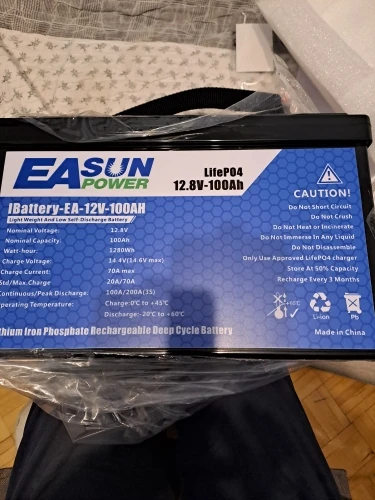 EASUN
POWER
LifePO4
12.8V-100Ah
IBattery-EA-12V-100AH
Light Weight And Low Self-Discharge Battery
Nominal Voltage: 12.8V
Nominal Capacity: 100Ah
Watt-hour: 1280Wh
Charge Voltage: 14.4V(14.6V max)
Charge Current: 70A max
Std/Max.Charge 20A/70A
Continuous/Peak Discharge: 100A/200A(3S)
Operating Temperature: Charge:0℃ to +45℃
Discharge:-20℃ to +60℃
ithium Iron Phosphate Rechargeable Deep Cycle Battery
CAUTION!
Do Not Short Circuit
Do Not Crush
Do Not Heat or Incinerate
Do Not Immerse In Any Liquid
Do Not Disassemble
Only Use Approved LifePO4 charger
Store At 50% Capacity
Recharge Every 3 Months
Li-ion
Pb
Made in China